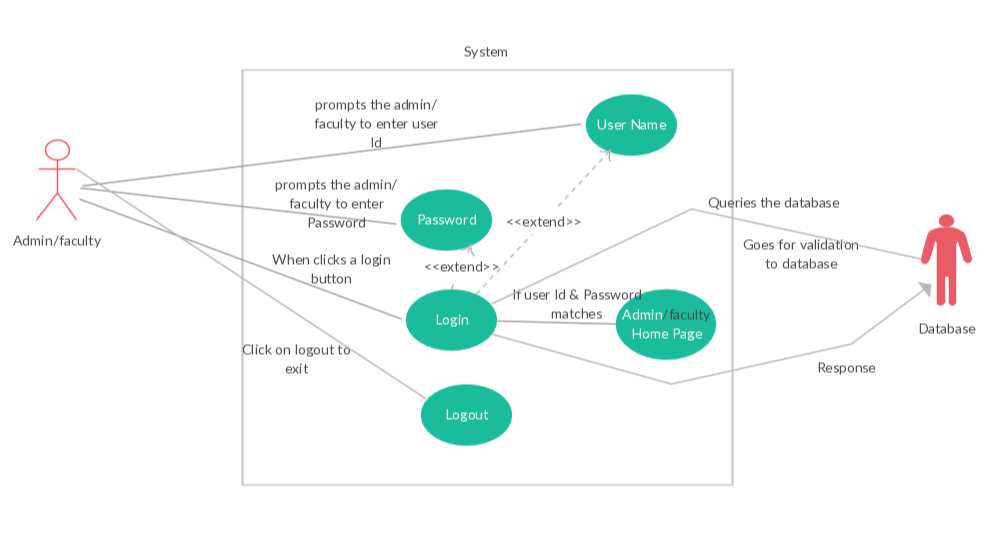 System
prompts the admin/
faculty to enter user
Id
User Name
prompts the admin/
faculty to enter
Password
Password
<<extend>>
Queries the database
Admin/faculty
Goes for validation
to database
When clicks a login
button
<<extend>>
If user Id & Password
matches
Login
Admin/faculty
Home Page
Database
Click on logout to
exit
Response
Logout